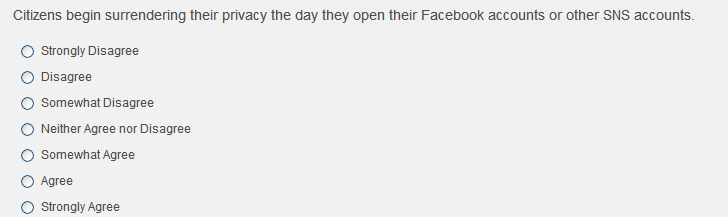 Citizens begin surrendering their privacy the day they open their Facebook accounts or other SNS accounts.
Strongly Disagree
Disagree
Somewhat Disagree
Neither Agree nor Disagree
Somewhat Agree
Agree
Strongly Agree